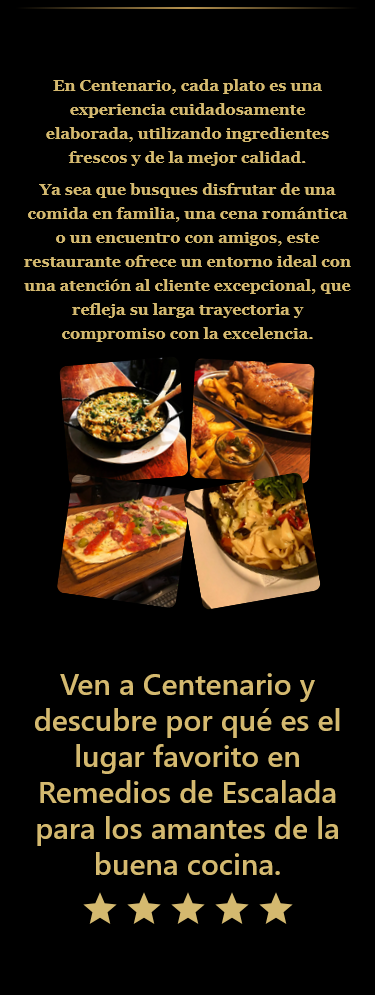 En Centenario, cada plato es una
experiencia cuidadosamente
elaborada, utilizando ingredientes
frescos y de la mejor calidad.
Ya sea que busques disfrutar de una
comida en familia, una cena romántica
o un encuentro con amigos, este
restaurante ofrece un entorno ideal con
una atención al cliente excepcional, que
refleja su larga trayectoria y
compromiso con la excelencia.
Ven a Centenario y
descubre por qué es el
lugar favorito en
Remedios de Escalada
para los amantes de la
buena cocina.